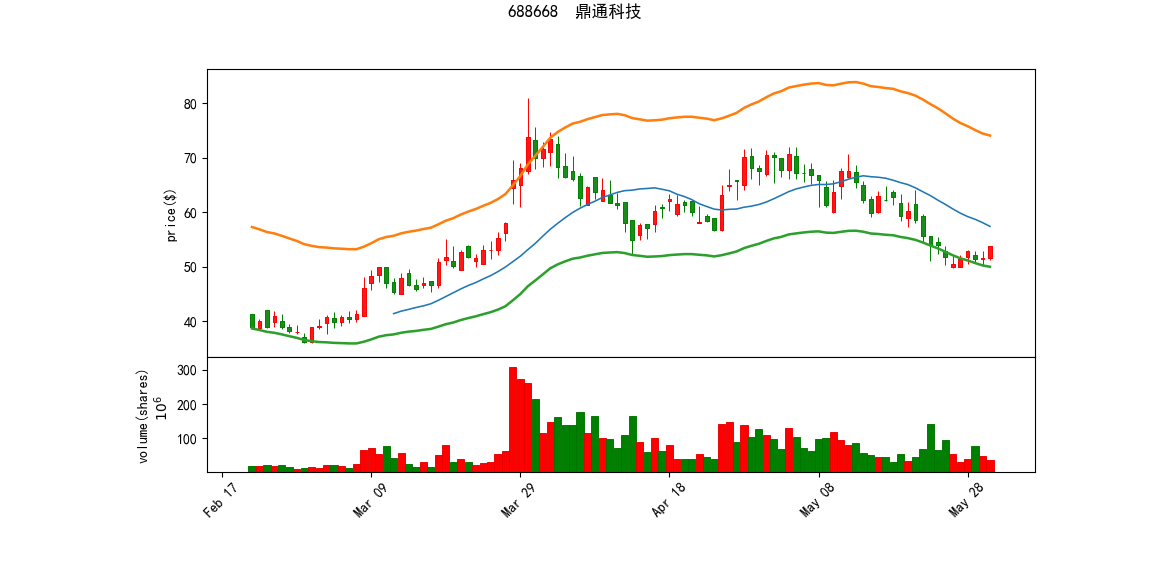 688668 鼎通科技
price($)
80
70
60
50
40
volume(shares)
10^6
300
200
100
Feb 17
Mar 09
Mar 29
Apr 18
May 08
May 28